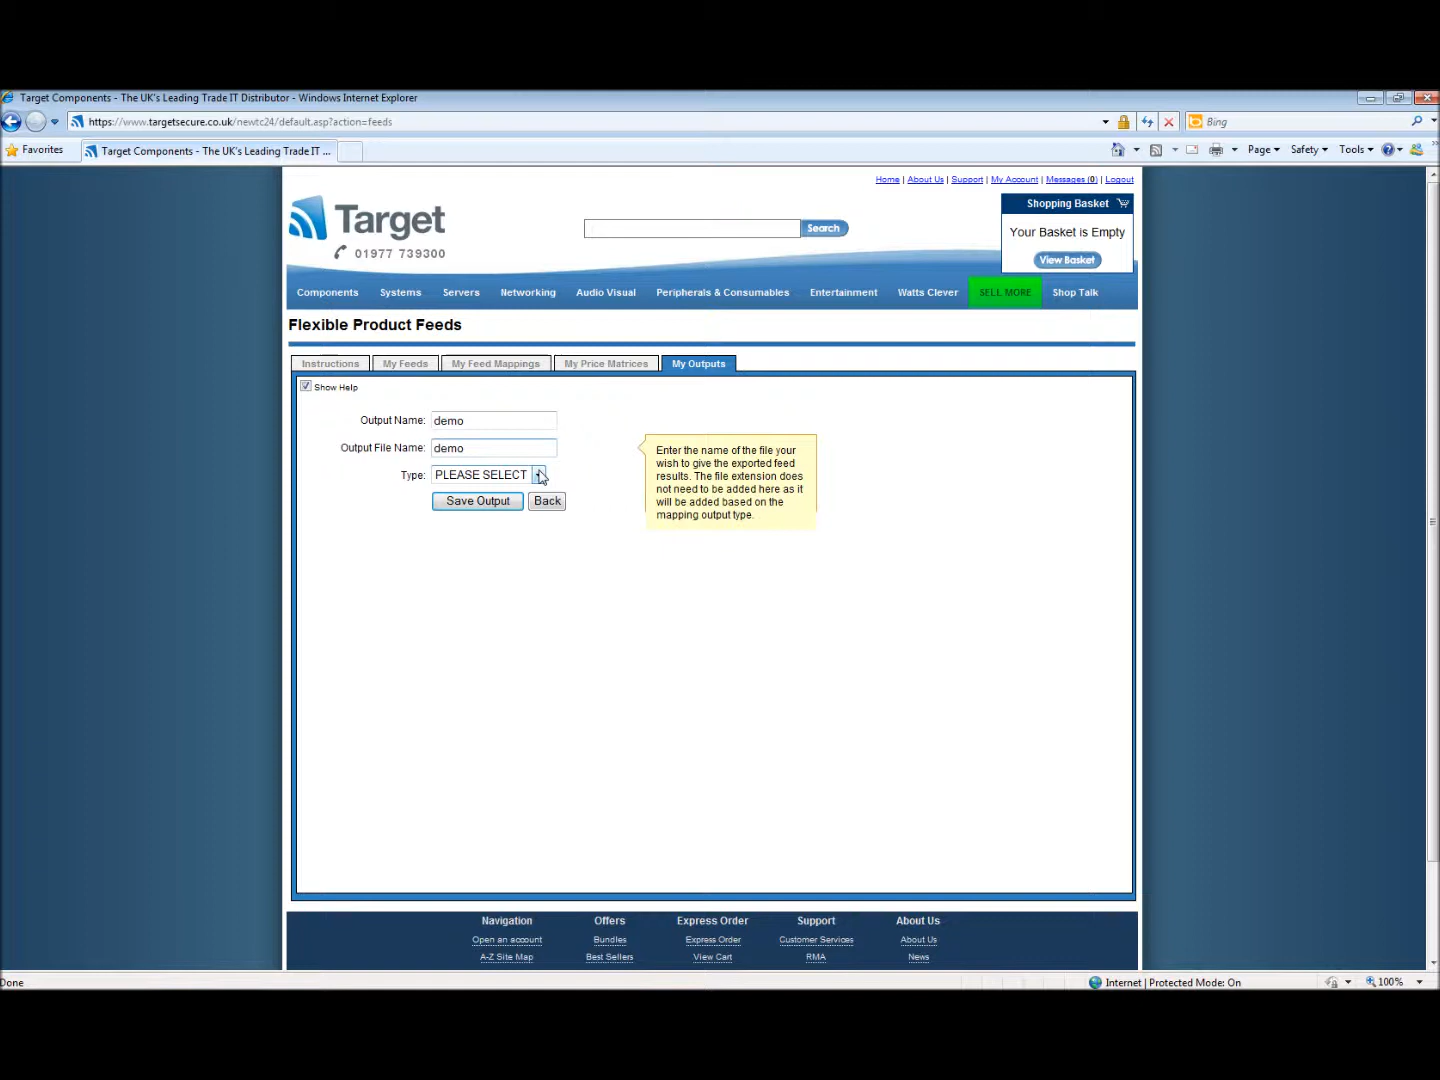 Target Components - The UK's Leading Trade IT Distributor - Windows Internet Explorer
https://www.targetsecure.co.uk/newtc24/default.asp?action=feeds
Bing
Favorites
Target Components - The UK's Leading Trade IT ...
Page
Safety
Tools
Home | About Us | Support | My Account | Messages (0) | Logout
Target
01977 739300
Search
Shopping Basket
Your Basket is Empty
View Basket
Components
Systems
Servers
Networking
Audio Visual
Peripherals & Consumables
Entertainment
Watts Clever
SELL MORE
Shop Talk
Flexible Product Feeds
Instructions
My Feeds
My Feed Mappings
My Price Matrices
My Outputs
Show Help
Output Name: demo
Output File Name: demo
Type: PLEASE SELECT
Save Output
Back
Enter the name of the file your
wish to give the exported feed
results. The file extension does
not need to be added here as it
will be added based on the
mapping output type.
Navigation
Offers
Express Order
Support
About Us
Open an account
Bundles
Express Order
Customer Services
About Us
A-Z Site Map
Best Sellers
View Cart
RMA
News
Done
Internet | Protected Mode: On
100%